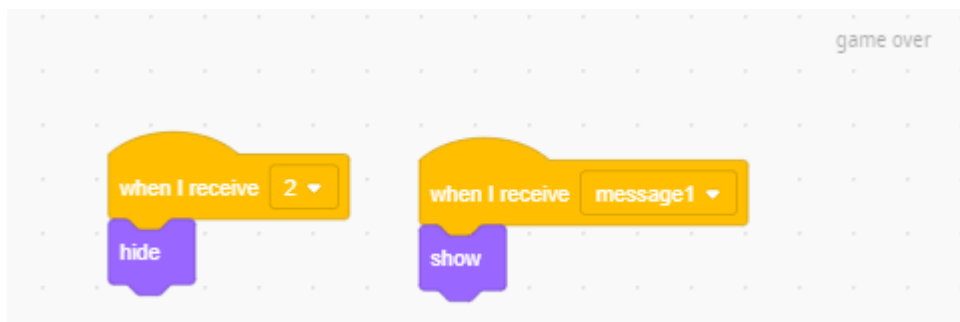 game over
when I receive 2
hide
when I receive message1
show